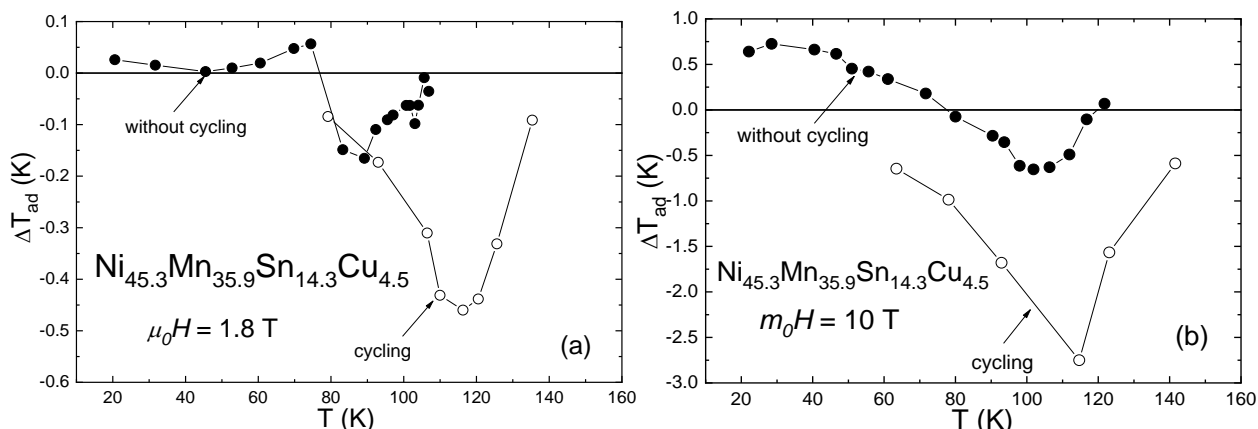 0.1
0.0
-0.1
-0.2
-0.3
-0.4
-0.5
-0.6
ΔT_ad (K)
without cycling
Ni45.3Mn35.9Sn14.3Cu4.5
μ0H = 1.8 T
cycling
(a)
0 20 40 60 80 100 120 140 160
T (K)
1.0
0.5
0.0
-0.5
-1.0
-1.5
-2.0
-2.5
-3.0
ΔT_ad (K)
without cycling
Ni45.3Mn35.9Sn14.3Cu4.5
m0H = 10 T
cycling
(b)
20 40 60 80 100 120 140 160
T (K)